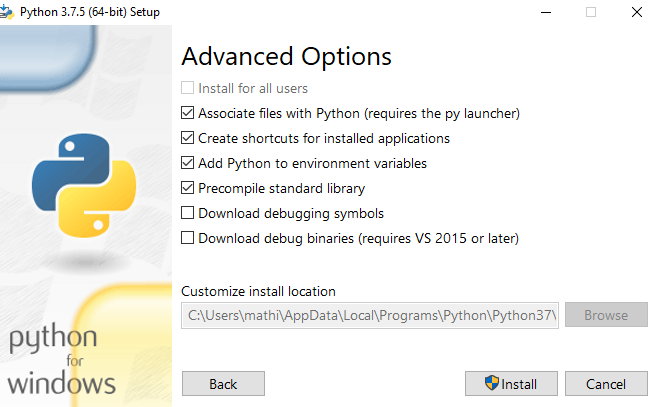 Python 3.7.5 (64-bit) Setup
Advanced Options
Install for all users
Associate files with Python (requires the py launcher)
Create shortcuts for installed applications
Add Python to environment variables
Precompile standard library
Download debugging symbols
Download debug binaries (requires VS 2015 or later)
Customize install location
C:\Users\mathi\AppData\Local\Programs\Python\Python37\
Browse
python
for
windows
Back
Install
Cancel